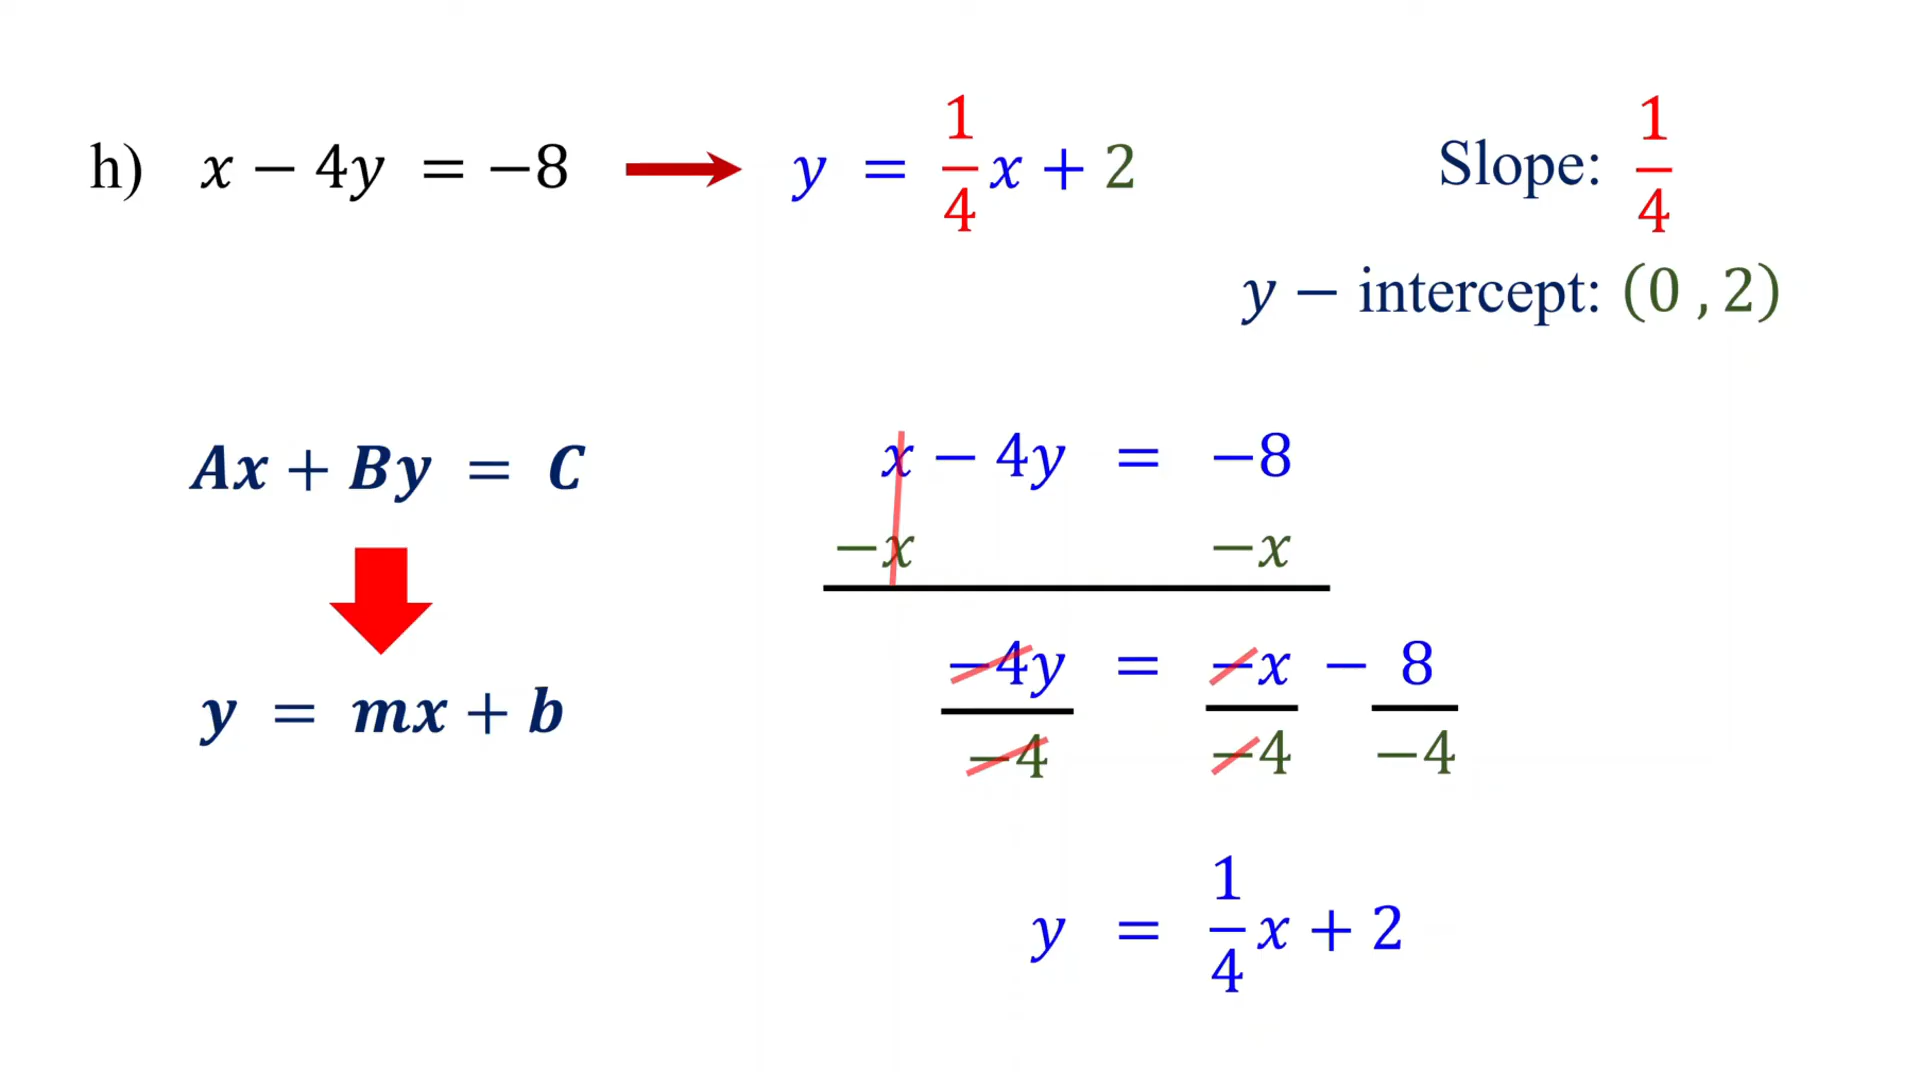 h) x − 4y = −8 y = 1/4 x + 2 Slope: 1/4
y − intercept: (0 , 2)
Ax + By = C
y = mx + b
x − 4y = −8
−x −x
−4y = −x − 8
−4 −4 −4
y = 1/4 x + 2